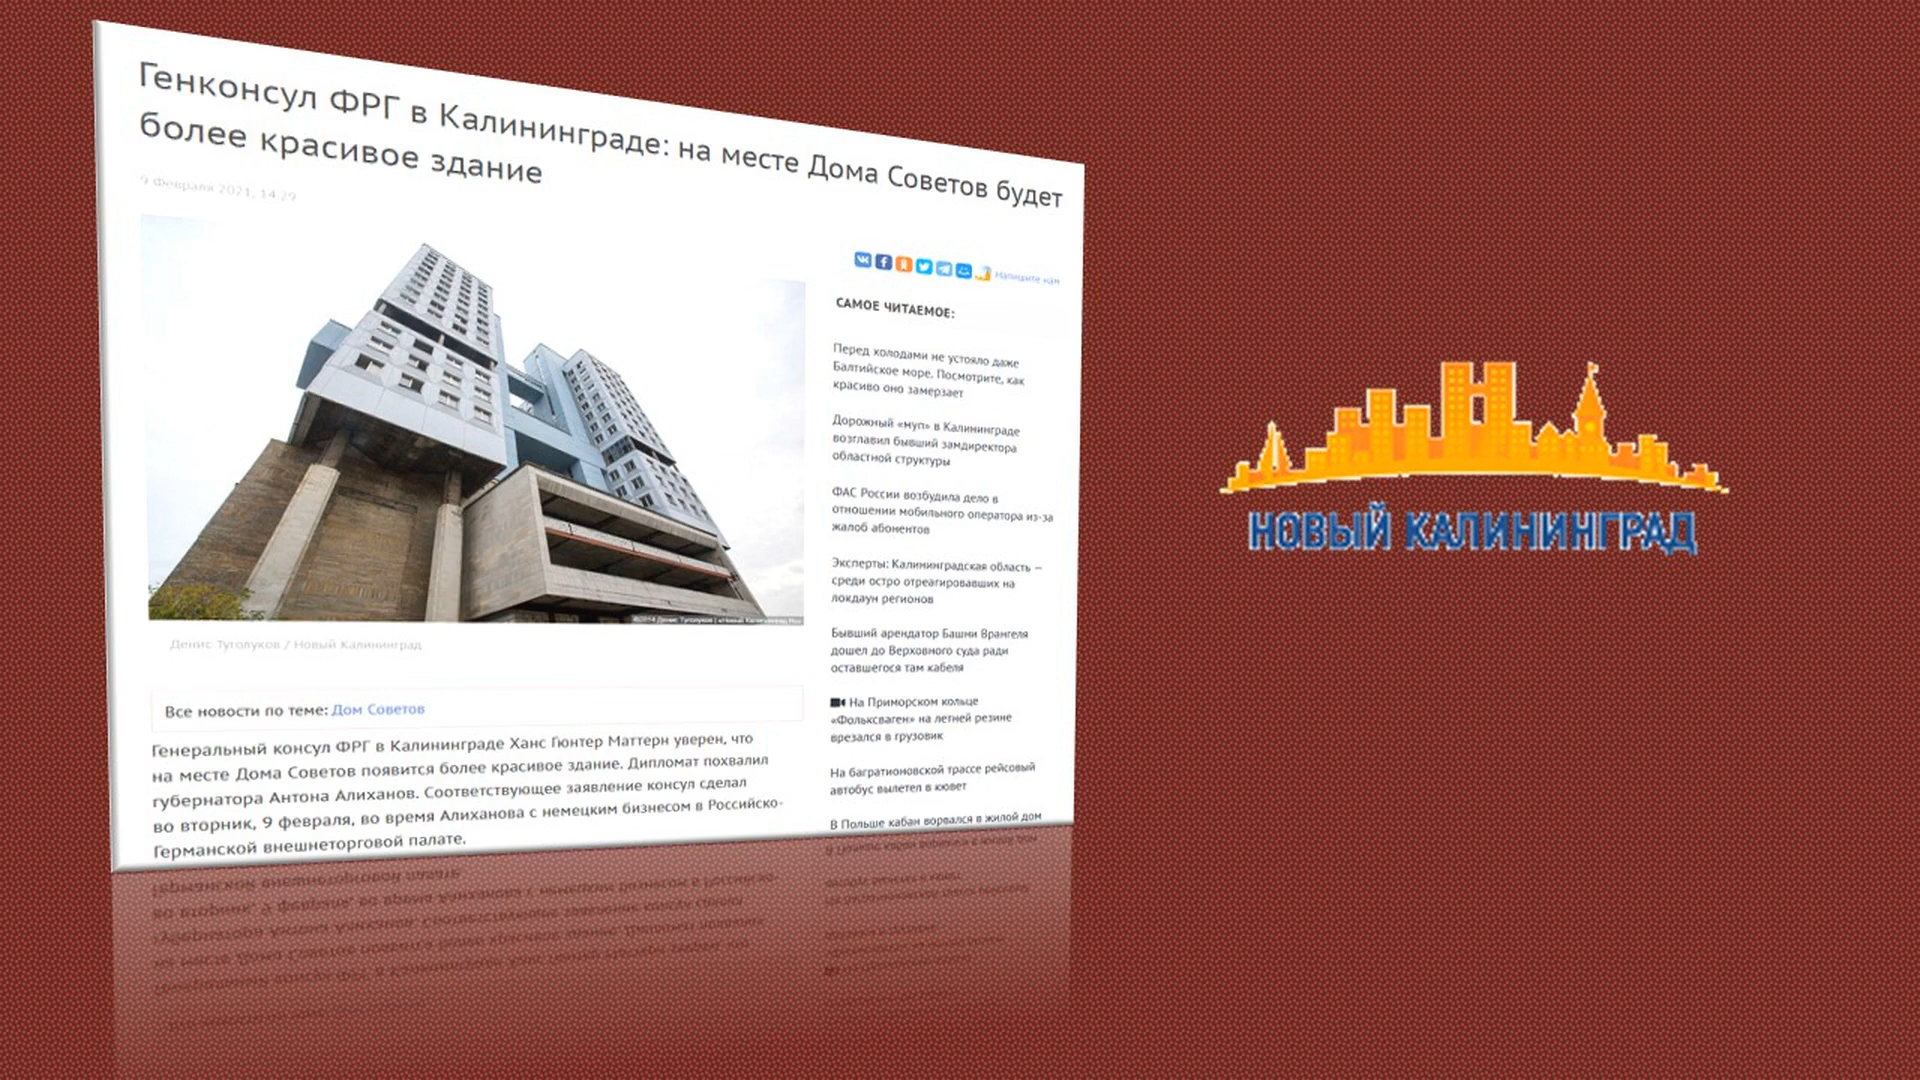 Генконсул ФРГ в Калининграде: на месте Дома Советов будет
более красивое здание
9 Февраля 2021, 14:29
Напишите нам
САМОЕ ЧИТАЕМОЕ:
Перед холодами не устояло даже
Балтийское море. Посмотрите, как
красиво оно замерзает
Дорожный «муп» в Калининграде
возглавил бывший замдиректора
областной структуры
ФАС России возбудила дело в
отношении мобильного оператора из-за
жалоб абонентов
Эксперты: Калининградская область —
среди остро отреагировавших на
локдаун регионов
Бывший арендатор Башни Врангеля
дошел до Верховного суда ради
оставшегося там кабеля
На Приморском кольце
«Фольксваген» на летней резине
врезался в грузовик
На багратионовской трассе рейсовый
автобус вылетел в кювет
В Польше кабан ворвался в жилой дом
Денис Туголуков / Новый Калининград
Все новости по теме: Дом Советов
Генеральный консул ФРГ в Калининграде Ханс Гюнтер Маттерн уверен, что
на месте Дома Советов появится более красивое здание. Дипломат похвалил
губернатора Антона Алиханов. Соответствующее заявление консул сделал
во вторник, 9 февраля, во время Алиханова с немецким бизнесом в Российско-
Германской внешнеторговой палате.
НОВЫЙ КАЛИНИНГРАД